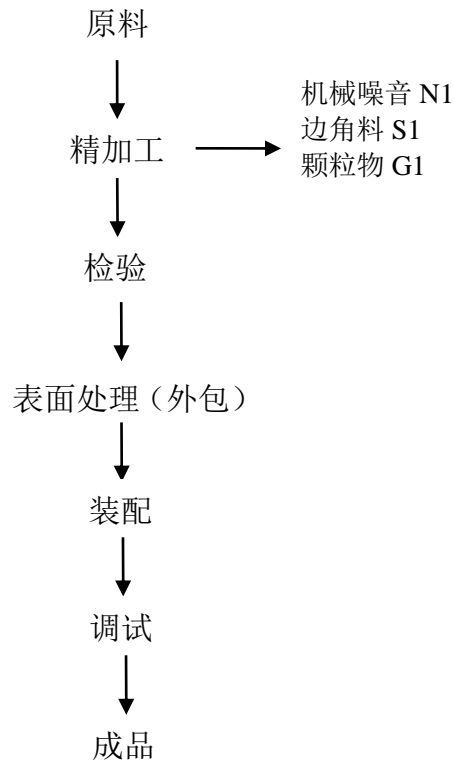 原料
机械噪音 N1
边角料 S1
颗粒物 G1
精加工
检验
表面处理（外包）
装配
调试
成品